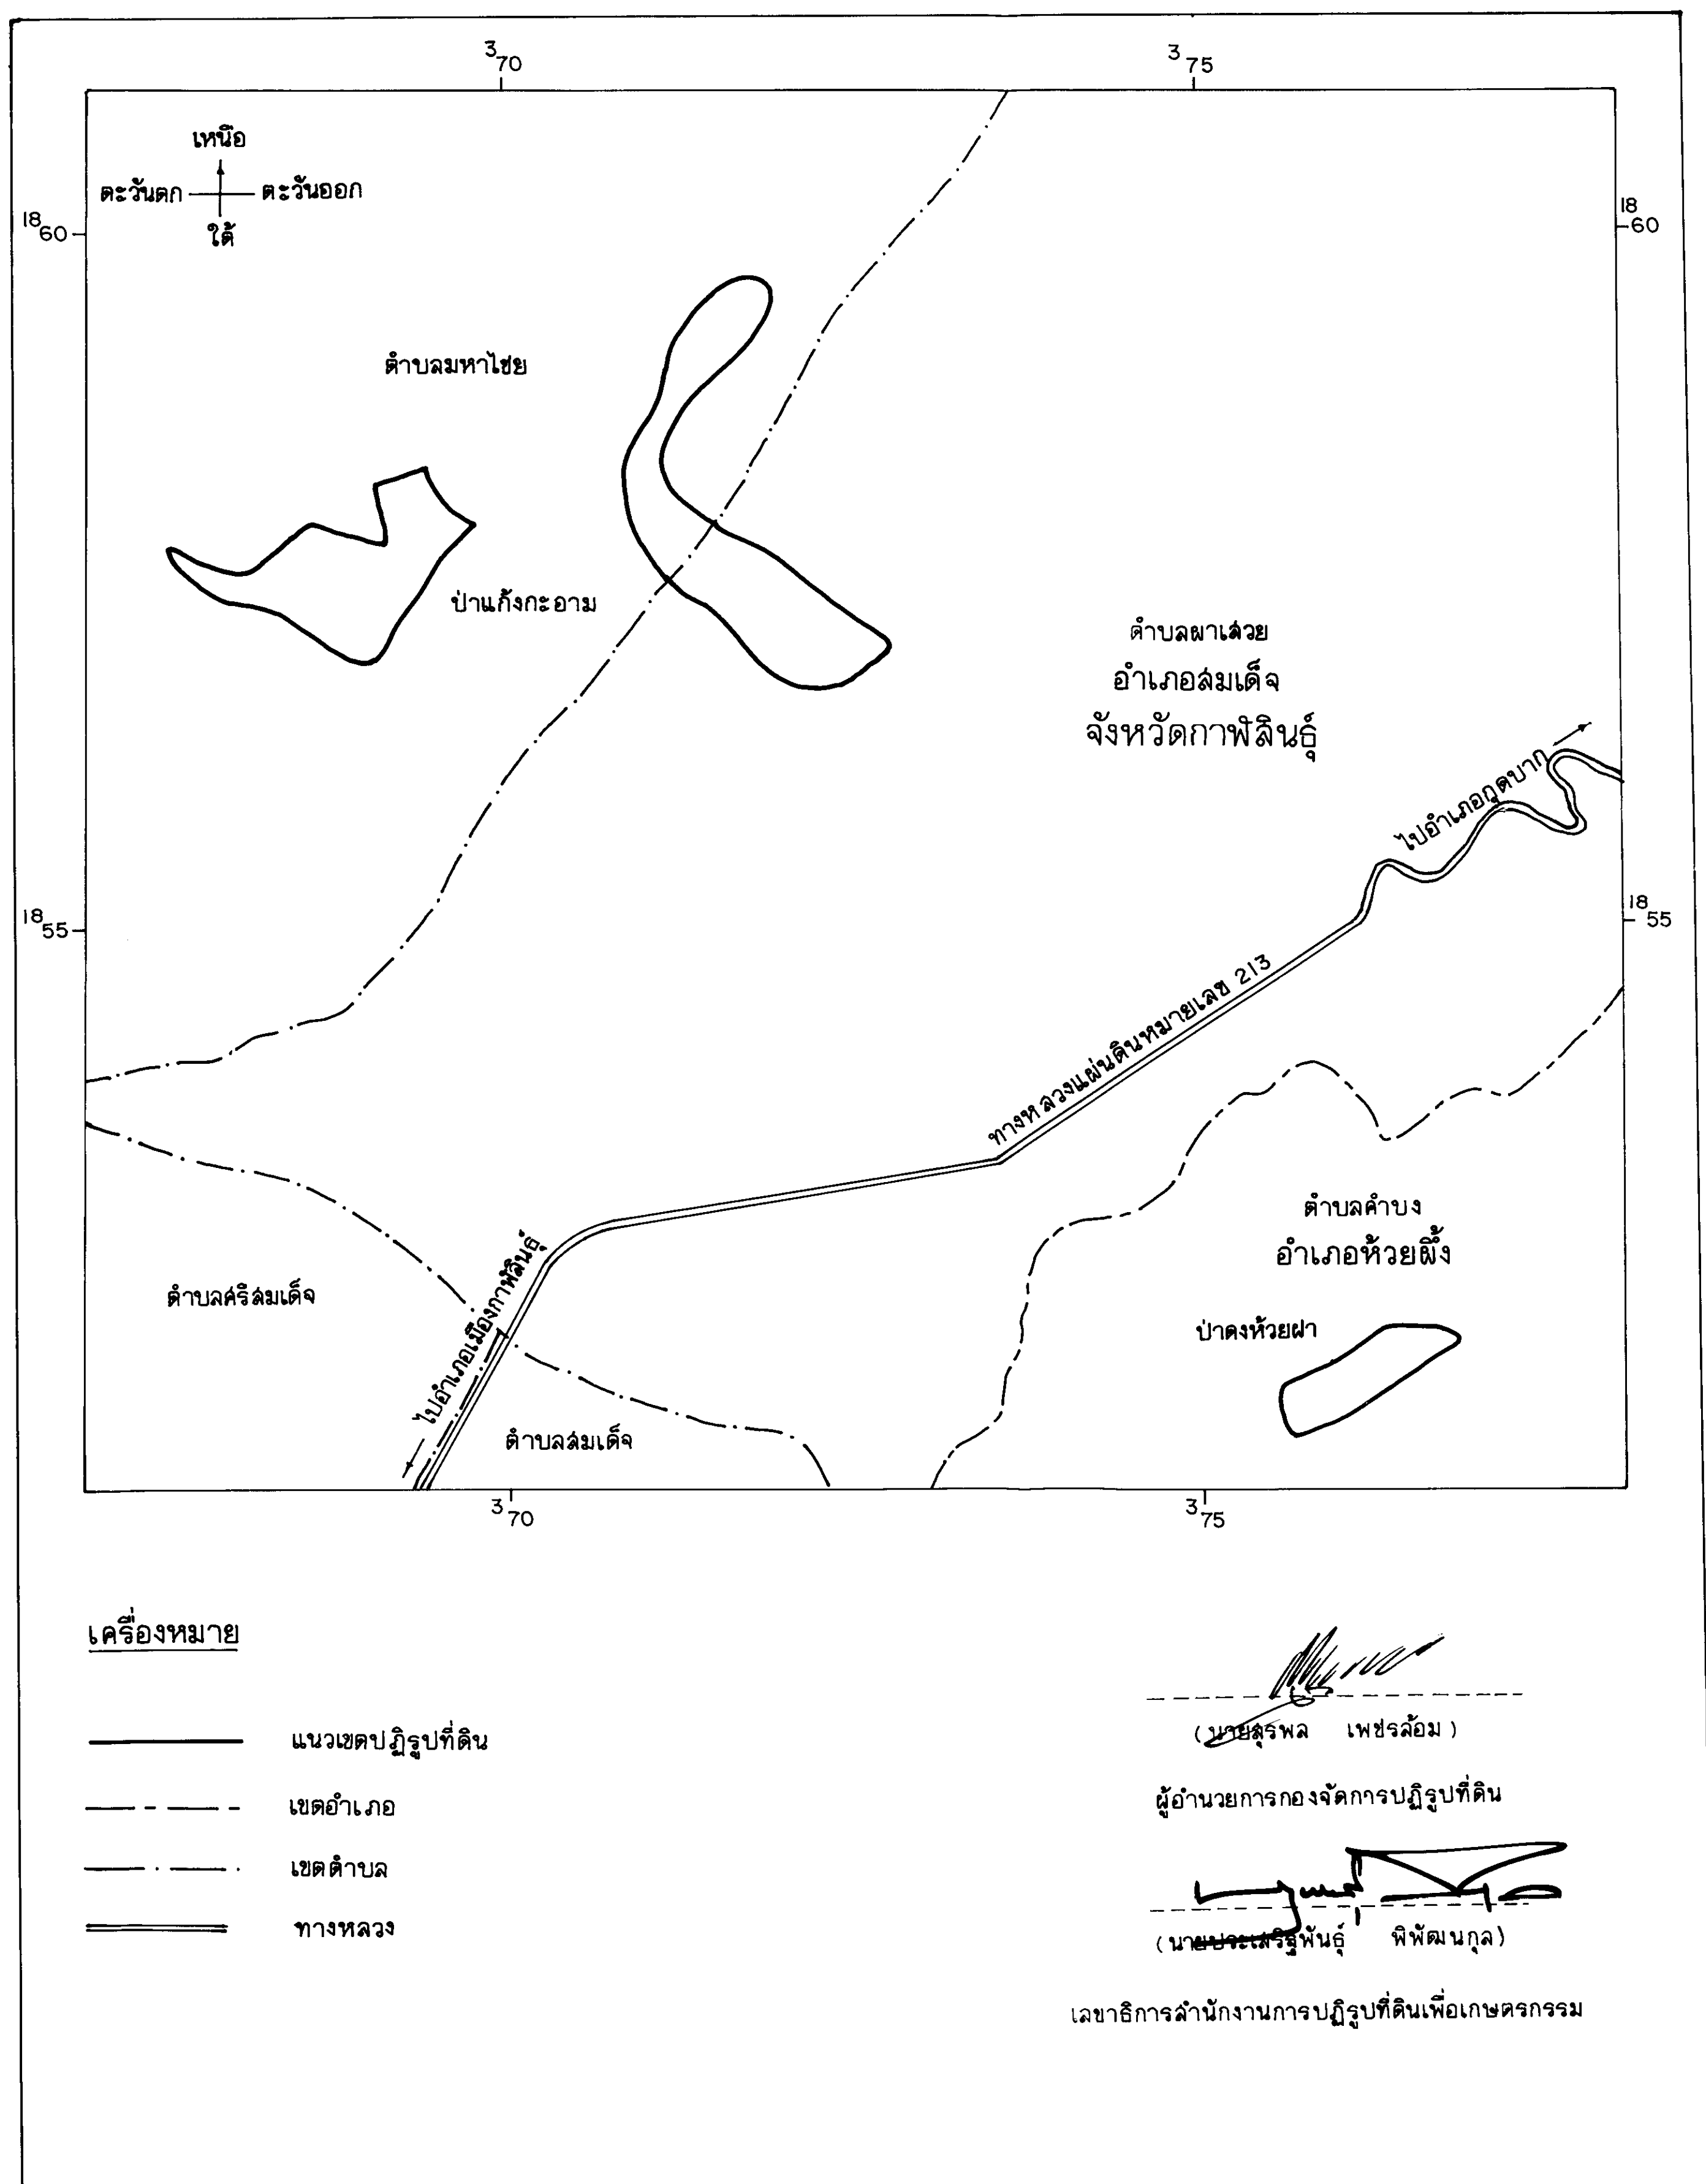 3 70
3 75
เหนือ
ตะวันตก ตะวันออก
ใต้
18 60
18 60
ตำบลมหาไชย
ป่าแก้งกะอาม
ตำบลผาเสวย
อำเภอสมเด็จ
จังหวัดกาฬสินธุ์
ไปอำเภอกุดบาก
18 55
18 55
ทางหลวงแผ่นดินหมายเลข 213
ตำบลคำบง
อำเภอห้วยผึ้ง
ไปอำเภอเมืองกาฬสินธุ์
ตำบลศรีสมเด็จ
ป่าดงห้วยฝา
ตำบลสมเด็จ
3 70
3 75
เครื่องหมาย
แนวเขตปฏิรูปที่ดิน
เขตอำเภอ
เขตตำบล
ทางหลวง
(นายสุรพล เพชรล้อม)
ผู้อำนวยการกองจัดการปฏิรูปที่ดิน
(นายประเสริฐพันธุ์ พิพัฒนกุล)
เลขาธิการสำนักงานการปฏิรูปที่ดินเพื่อเกษตรกรรม